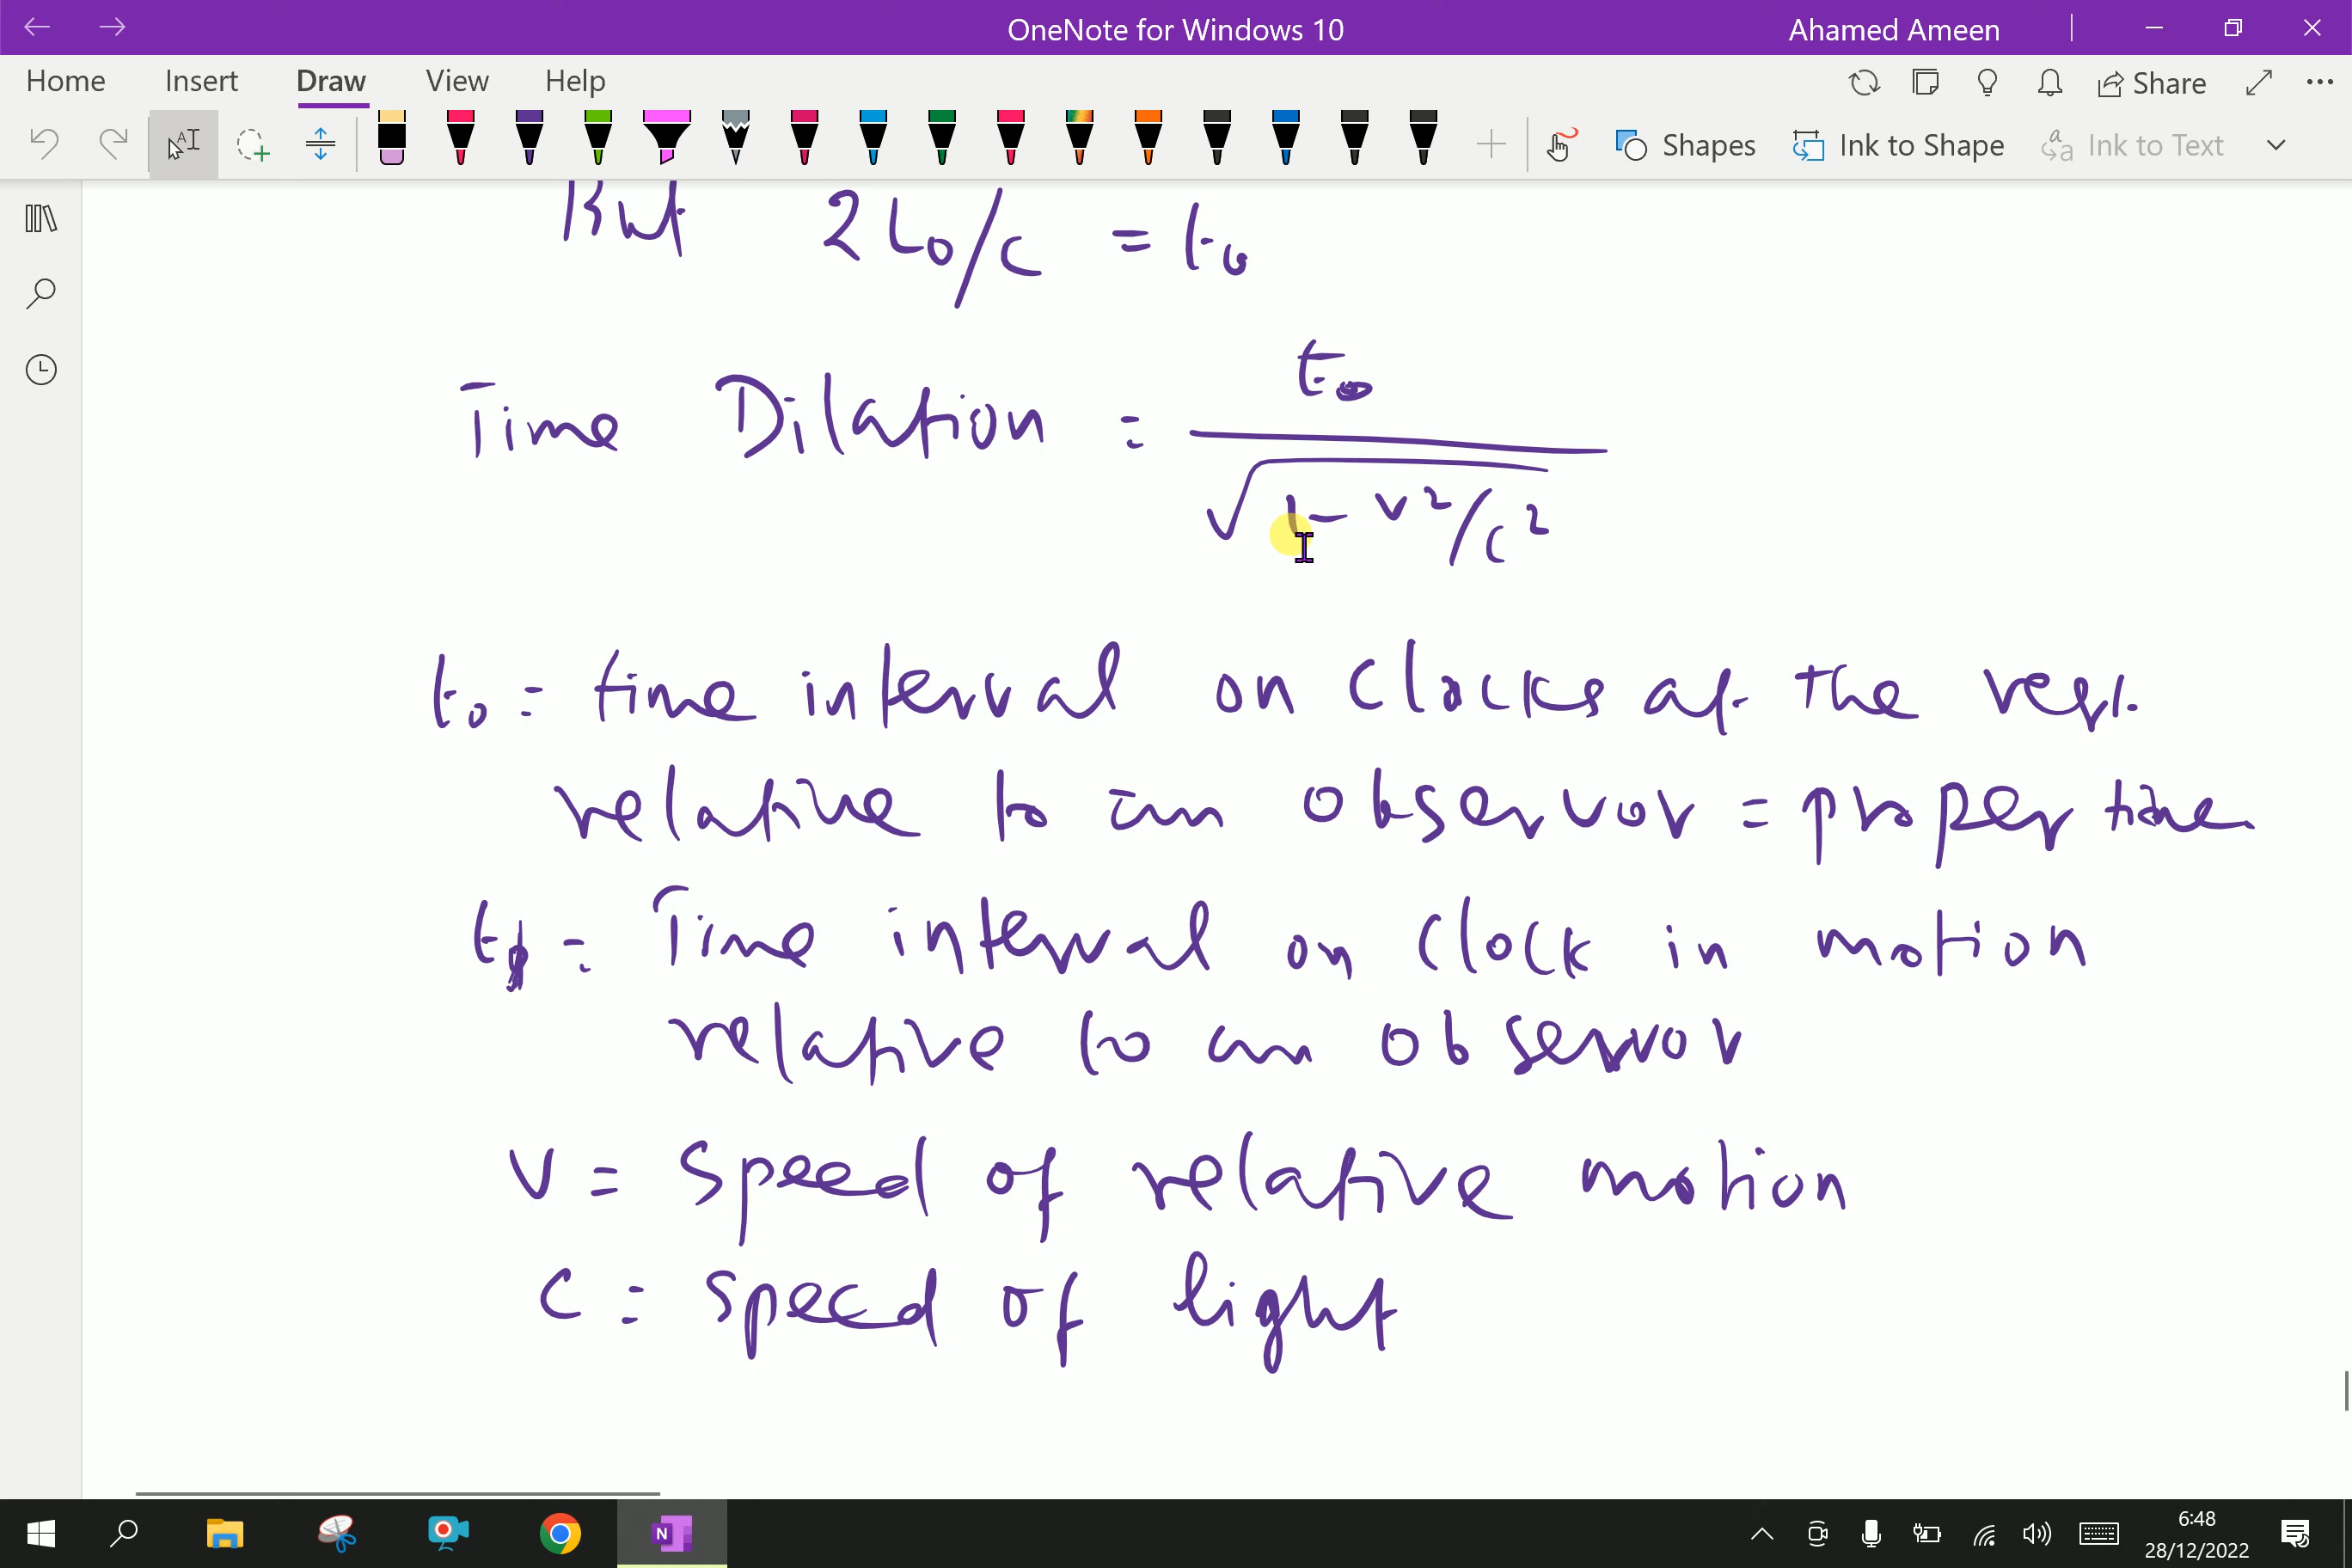 OneNote for Windows 10
Ahamed Ameen
Home Insert Draw View Help
Share
Shapes Ink to Shape Ink to Text
But 2L₀/c = t₀
Time Dilation = t₀ / √(1 - v²/c²)
t₀ = time interval on clocks at the rest
relative to an observor = proper time
t = Time interval on clock in motion
relative to an observor
v = speed of relative motion
c = speed of light
6:48
28/12/2022